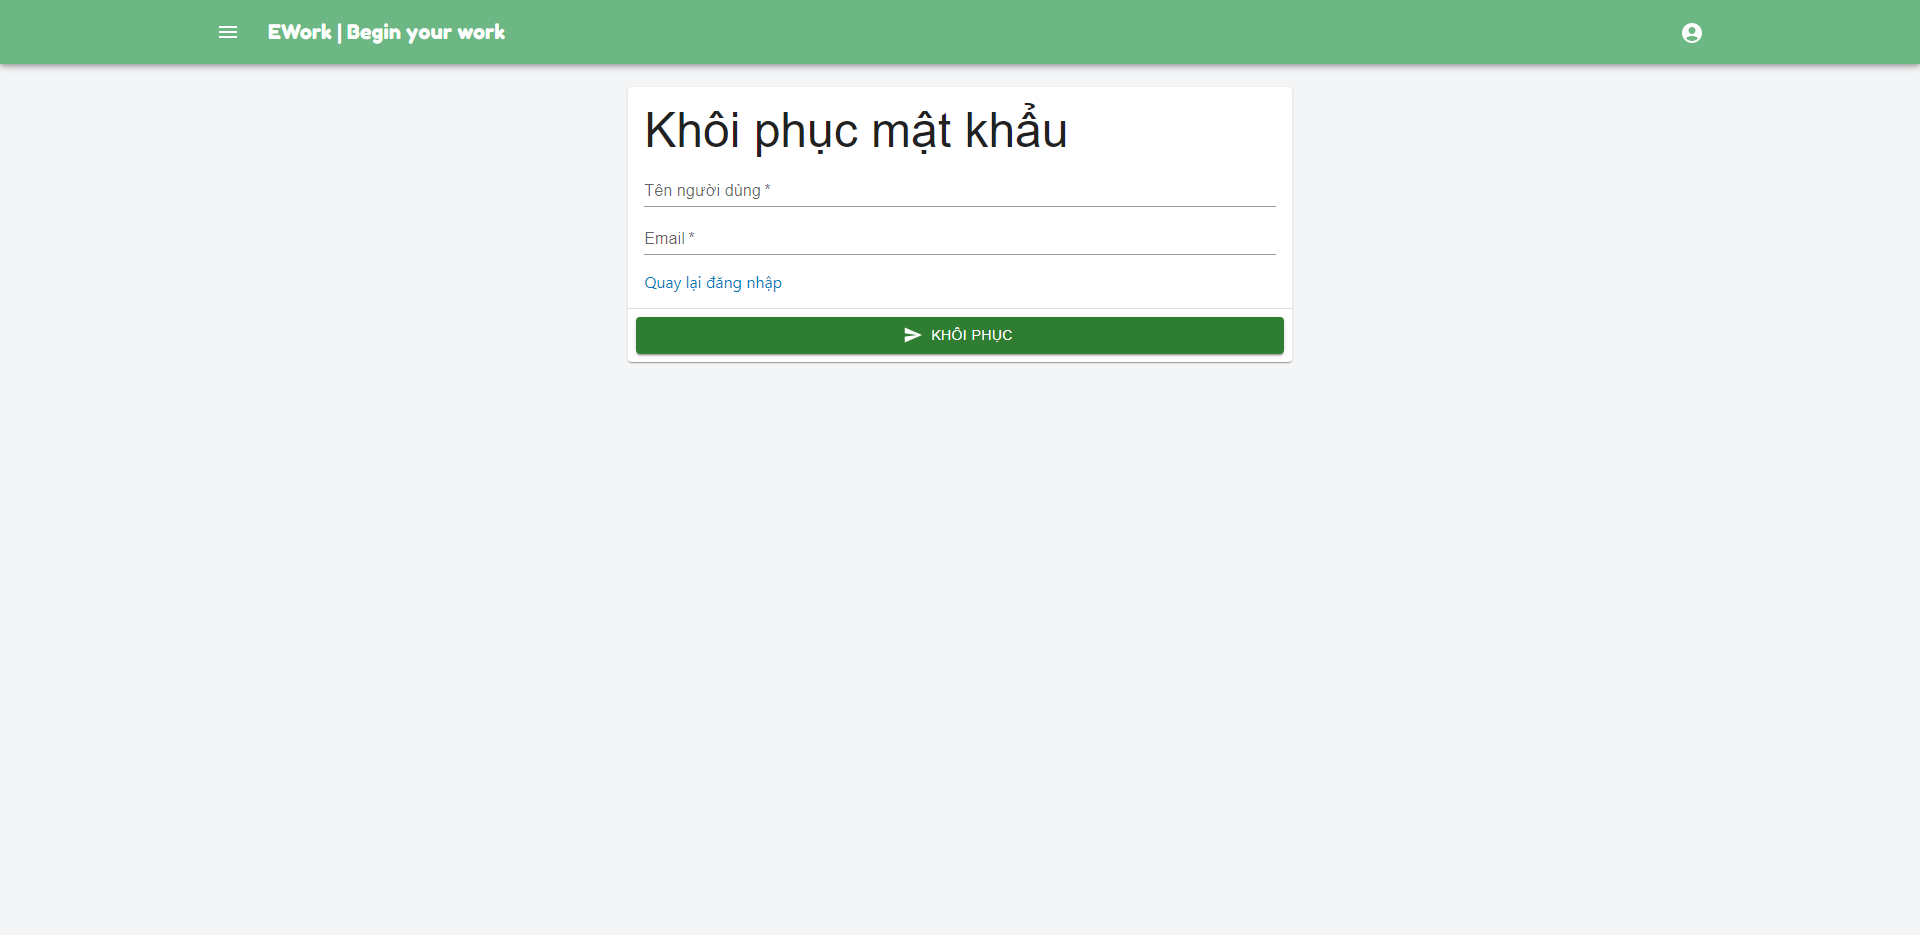 EWork | Begin your work
Khôi phục mật khẩu
Tên người dùng *
Email *
Quay lại đăng nhập
KHÔI PHỤC